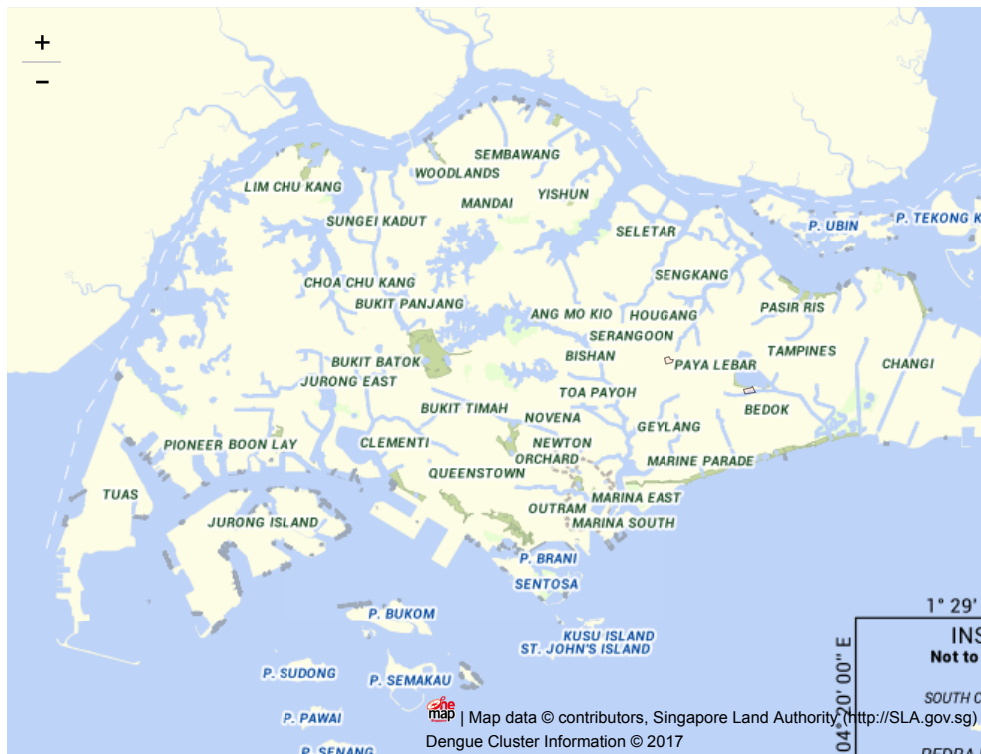 +
−
SEMBAWANG
WOODLANDS
LIM CHU KANG
YISHUN
MANDAI
SUNGEI KADUT
P. TEKONG K
P. UBIN
SELETAR
SENGKANG
CHOA CHU KANG
BUKIT PANJANG
PASIR RIS
ANG MO KIO
HOUGANG
SERANGOON
TAMPINES
BISHAN
BUKIT BATOK
PAYA LEBAR
CHANGI
JURONG EAST
TOA PAYOH
BUKIT TIMAH
BEDOK
NOVENA
GEYLANG
PIONEER BOON LAY
CLEMENTI
NEWTON
ORCHARD
MARINE PARADE
QUEENSTOWN
TUAS
MARINA EAST
OUTRAM
JURONG ISLAND
MARINA SOUTH
P. BRANI
SENTOSA
P. BUKOM
KUSU ISLAND
ST. JOHN'S ISLAND
P. SUDONG
P. SEMAKAU
P. PAWAI
P. SENANG
1° 29'
INS
Not to
04° 20' 00" E
SOUTH C
PEDRA
one
map
| Map data © contributors, Singapore Land Authority (http://SLA.gov.sg)
Dengue Cluster Information © 2017